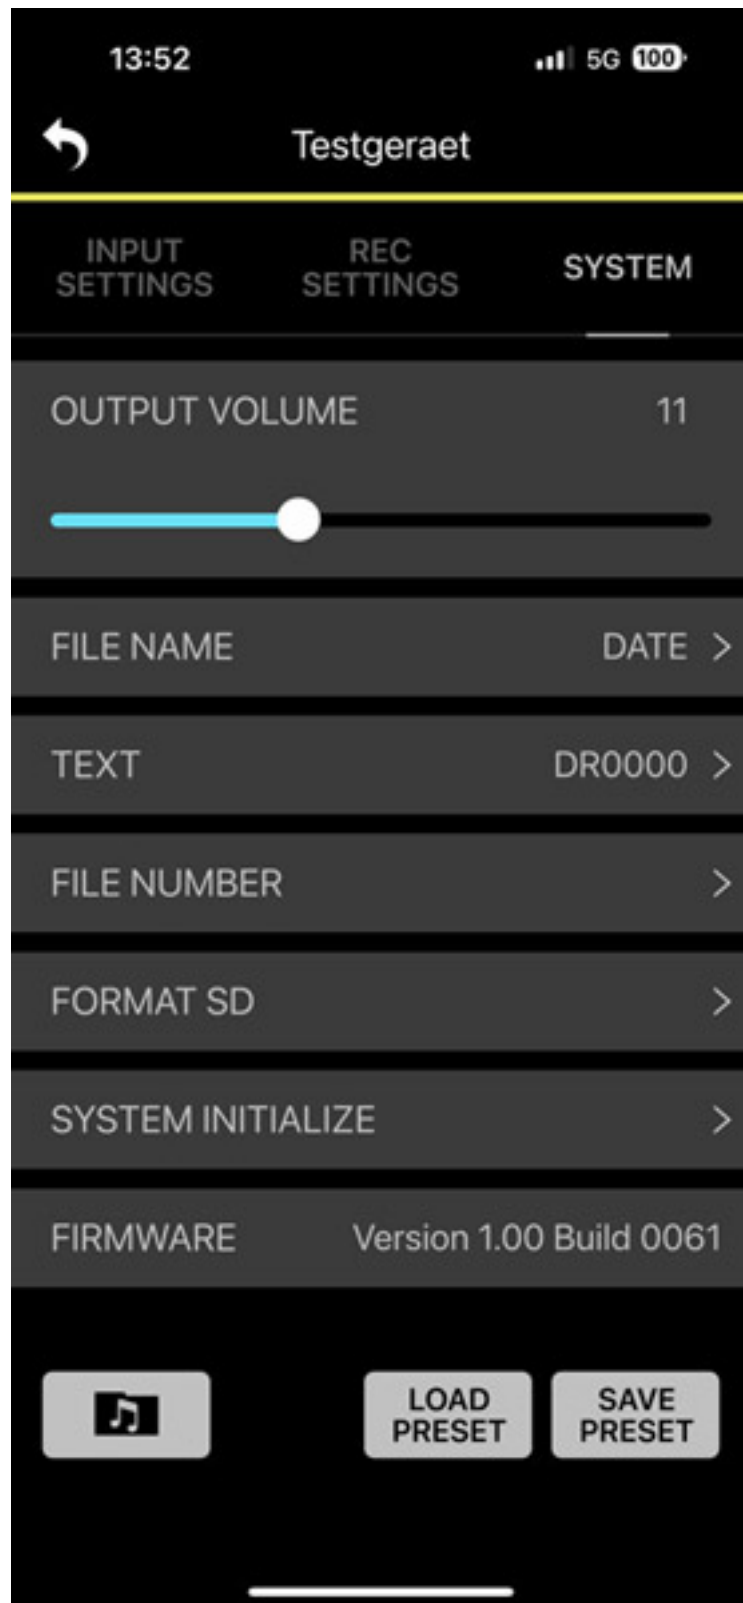 13:52 5G 100
Testgeraet
INPUT SETTINGS
REC SETTINGS
SYSTEM
OUTPUT VOLUME 11
FILE NAME DATE >
TEXT DR0000 >
FILE NUMBER >
FORMAT SD >
SYSTEM INITIALIZE >
FIRMWARE Version 1.00 Build 0061
LOAD PRESET
SAVE PRESET